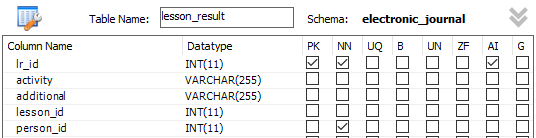 Table Name: lesson_result Schema: electronic_journal
Column Name Datatype PK NN UQ B UN ZF AI G
lr_id INT(11)
activity VARCHAR(255)
additional VARCHAR(255)
lesson_id INT(11)
person_id INT(11)